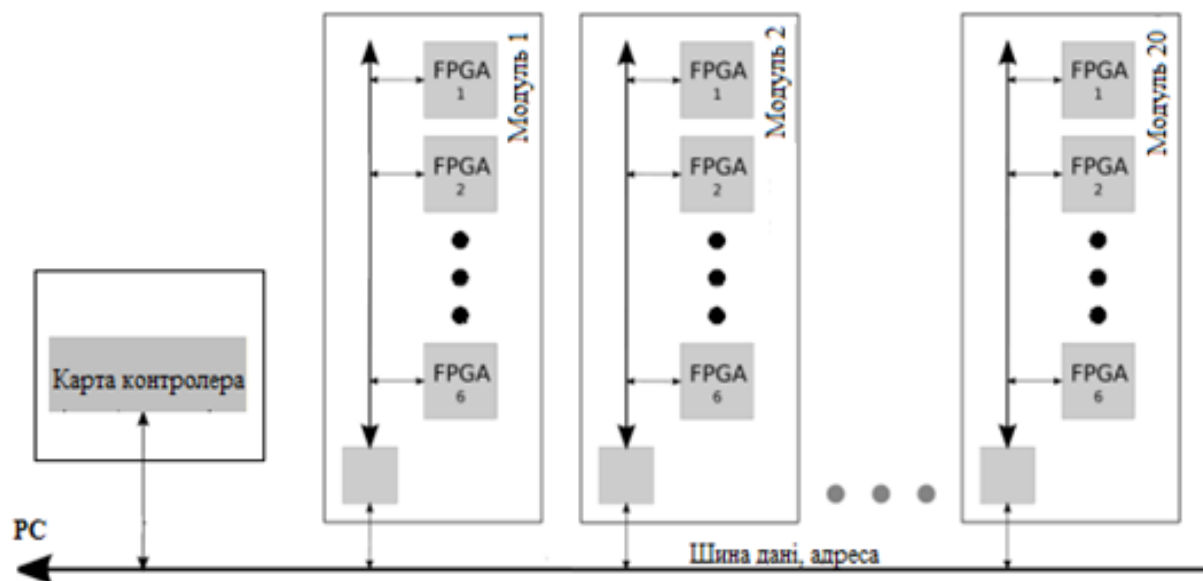 Модуль 1
FPGA
1
FPGA
2
FPGA
6
Модуль 2
FPGA
1
FPGA
2
FPGA
6
Модуль 20
FPGA
1
FPGA
2
FPGA
6
Карта контролера
PC
Шина дані, адреса